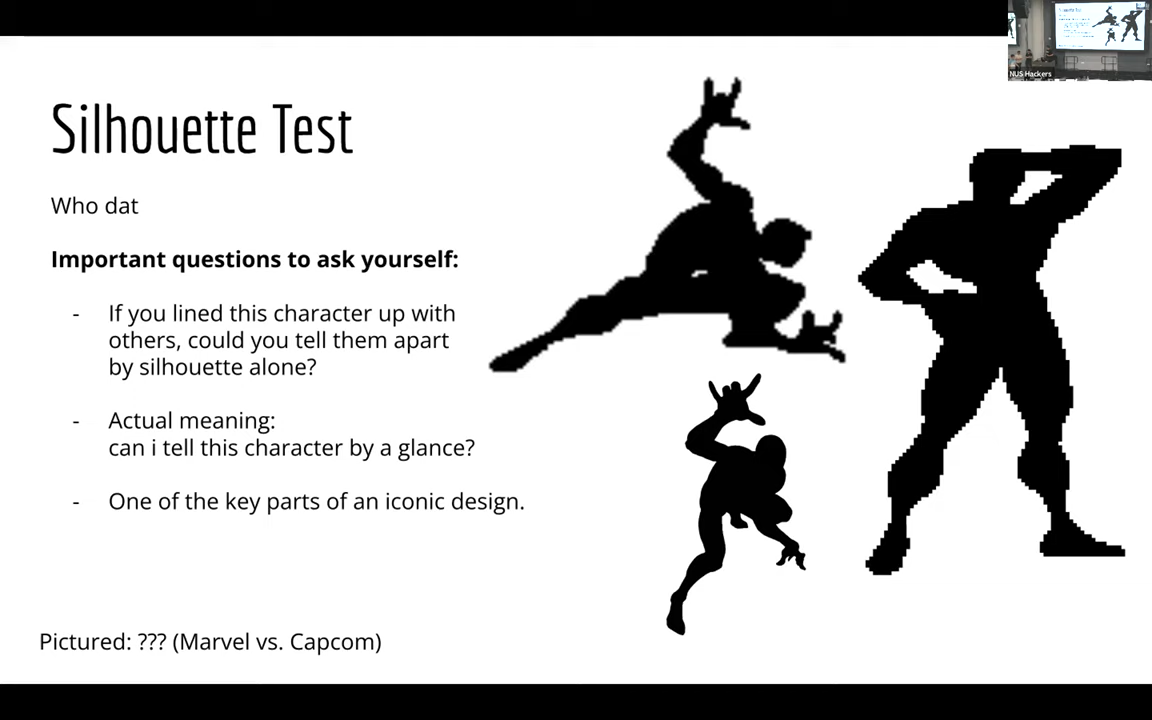 NUS Hackers
Silhouette Test
Who dat
Important questions to ask yourself:
- If you lined this character up with
others, could you tell them apart
by silhouette alone?
- Actual meaning:
can i tell this character by a glance?
- One of the key parts of an iconic design.
Pictured: ??? (Marvel vs. Capcom)